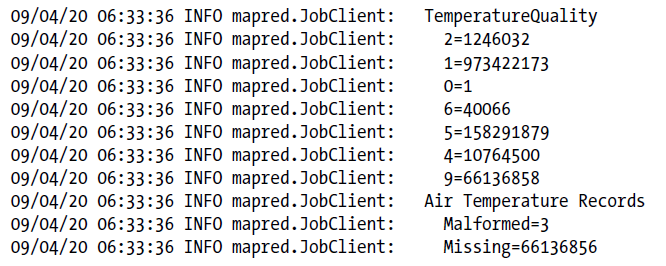 09/04/20 06:33:36 INFO mapred.JobClient: TemperatureQuality
09/04/20 06:33:36 INFO mapred.JobClient: 2=1246032
09/04/20 06:33:36 INFO mapred.JobClient: 1=973422173
09/04/20 06:33:36 INFO mapred.JobClient: 0=1
09/04/20 06:33:36 INFO mapred.JobClient: 6=40066
09/04/20 06:33:36 INFO mapred.JobClient: 5=158291879
09/04/20 06:33:36 INFO mapred.JobClient: 4=10764500
09/04/20 06:33:36 INFO mapred.JobClient: 9=66136858
09/04/20 06:33:36 INFO mapred.JobClient: Air Temperature Records
09/04/20 06:33:36 INFO mapred.JobClient: Malformed=3
09/04/20 06:33:36 INFO mapred.JobClient: Missing=66136856